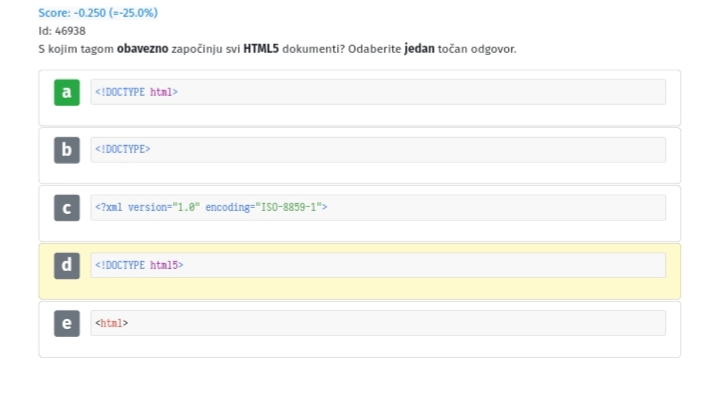 Score: -0.250 (=-25.0%)
Id: 46938
S kojim tagom obavezno započinju svi HTML5 dokumenti? Odaberite jedan točan odgovor.
a <!DOCTYPE html>
b <!DOCTYPE>
c <?xml version="1.0" encoding="ISO-8859-1">
d <!DOCTYPE html5>
e <html>